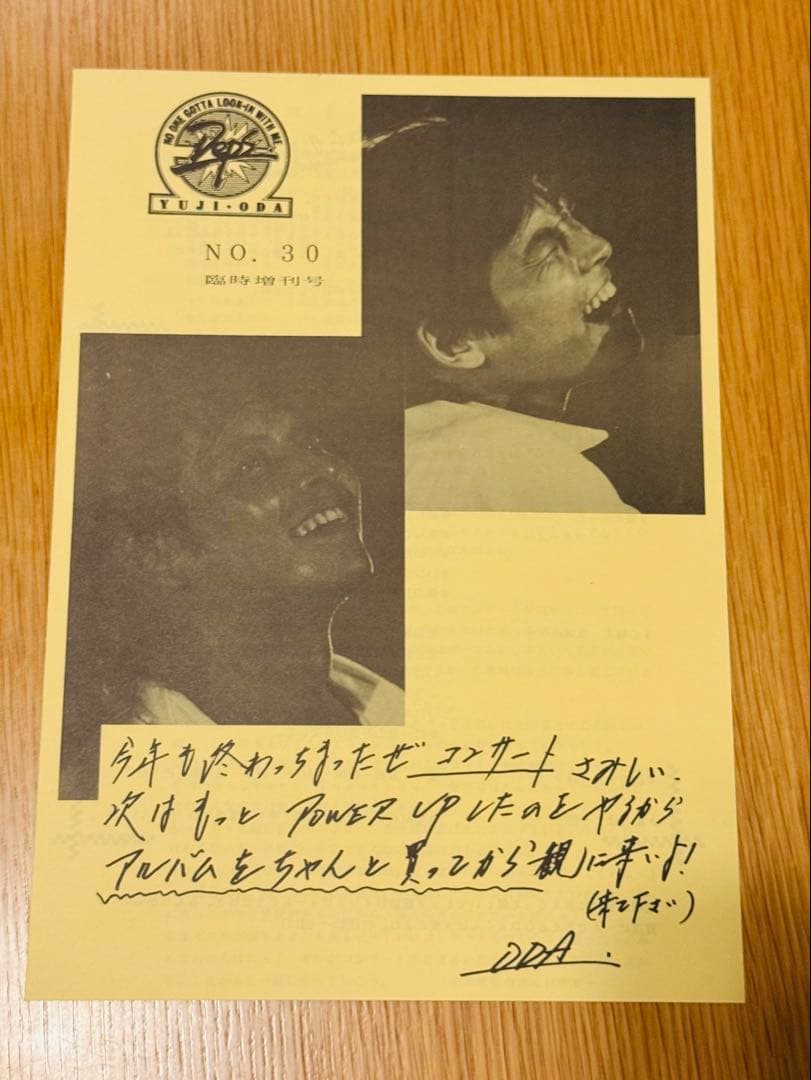 NO ONE GOTTA LOOK-IN WITH ME.
YUJI・ODA
NO. 30
臨時増刊号
今年も終わっちまったぜ コンサート さみしい.
次は もっと POWER UP したのを やるから
アルバムをちゃんと買ってから観に来いよ!
(来て下さい)
ODA.